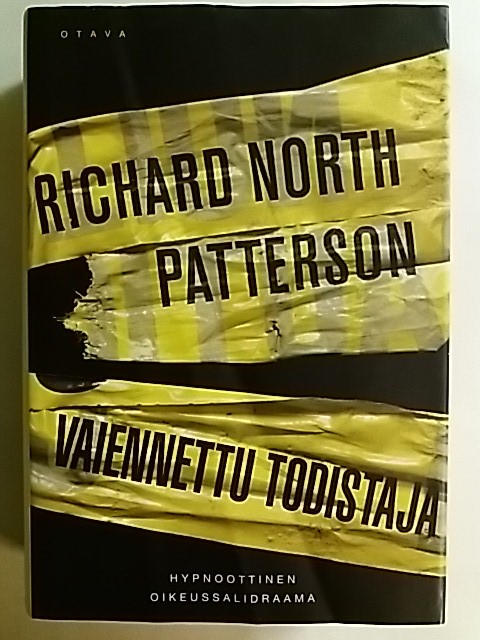 OTAVA
RICHARD NORTH
PATTERSON
VAIENNETTU TODISTAJA
HYPNOOTTINEN
OIKEUSSALIDRAAMA